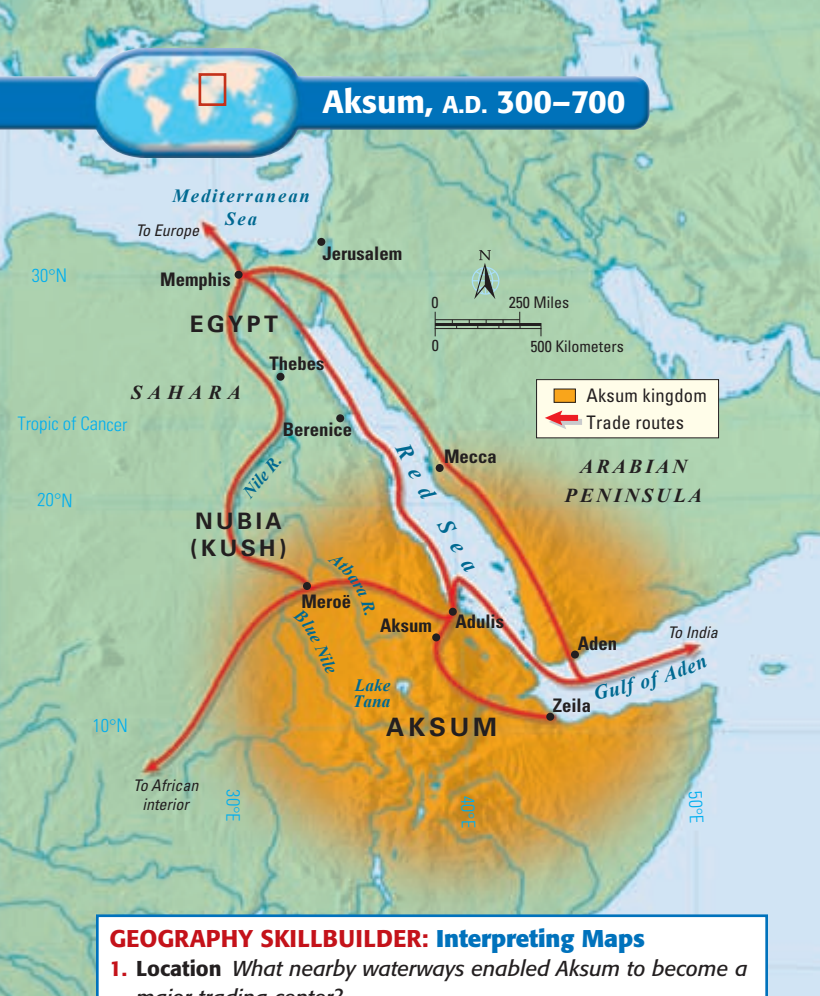 Aksum, A.D. 300–700
Mediterranean
Sea
To Europe
Jerusalem
30°N
Memphis
N
0 250 Miles
0 500 Kilometers
EGYPT
Thebes
SAHARA
Aksum kingdom
Trade routes
Tropic of Cancer
Berenice
Red Sea
Mecca
ARABIAN
PENINSULA
Nile R.
20°N
NUBIA
(KUSH)
Atbara R.
Meroë
Aksum
Adulis
Blue Nile
To India
Aden
Gulf of Aden
Lake
Tana
Zeila
10°N
AKSUM
To African
interior
30°E
40°E
50°E
GEOGRAPHY SKILLBUILDER: Interpreting Maps
1. Location What nearby waterways enabled Aksum to become a
major trading center?